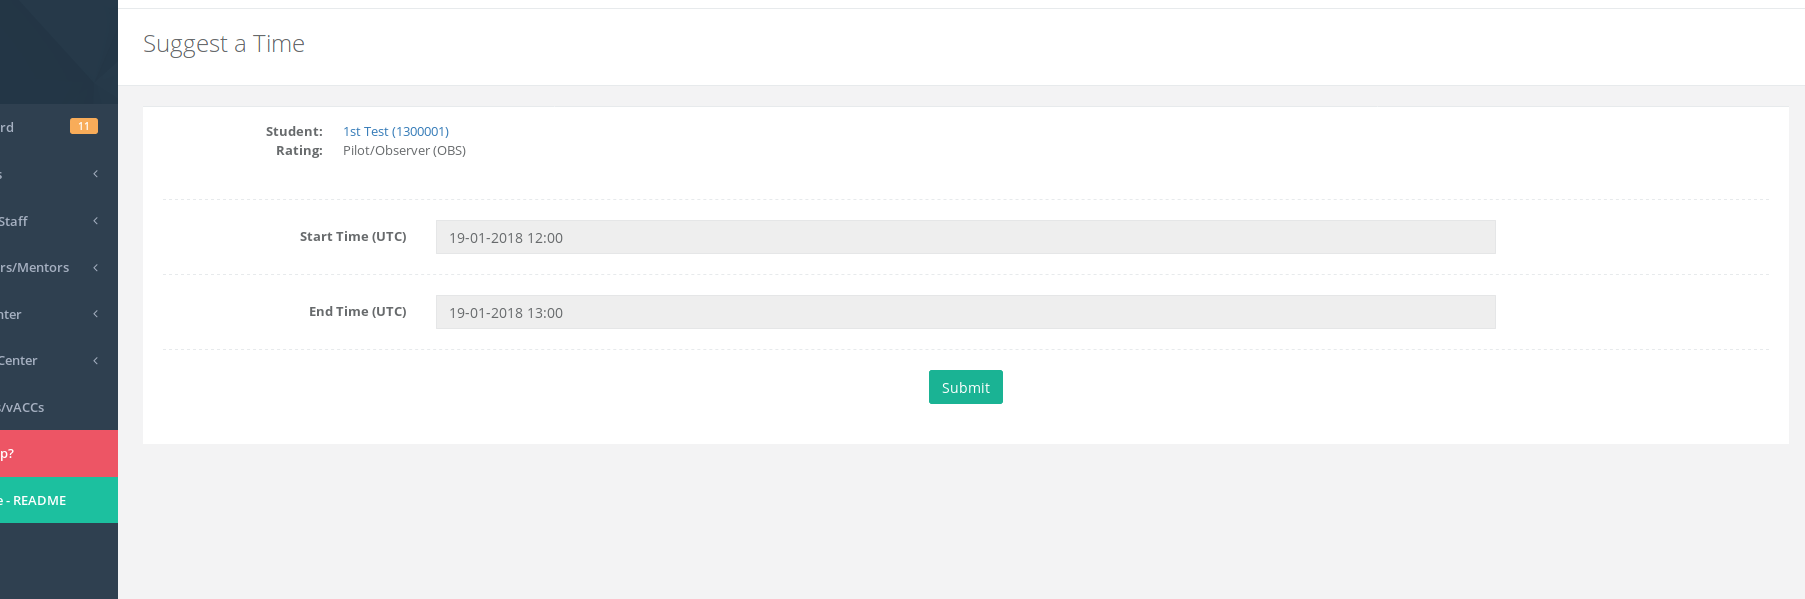 Suggest a Time
rd 11
s
Staff
rs/Mentors
nter
Center
s/vACCs
p?
e - README
Student: 1st Test (1300001)
Rating: Pilot/Observer (OBS)
Start Time (UTC) 19-01-2018 12:00
End Time (UTC) 19-01-2018 13:00
Submit